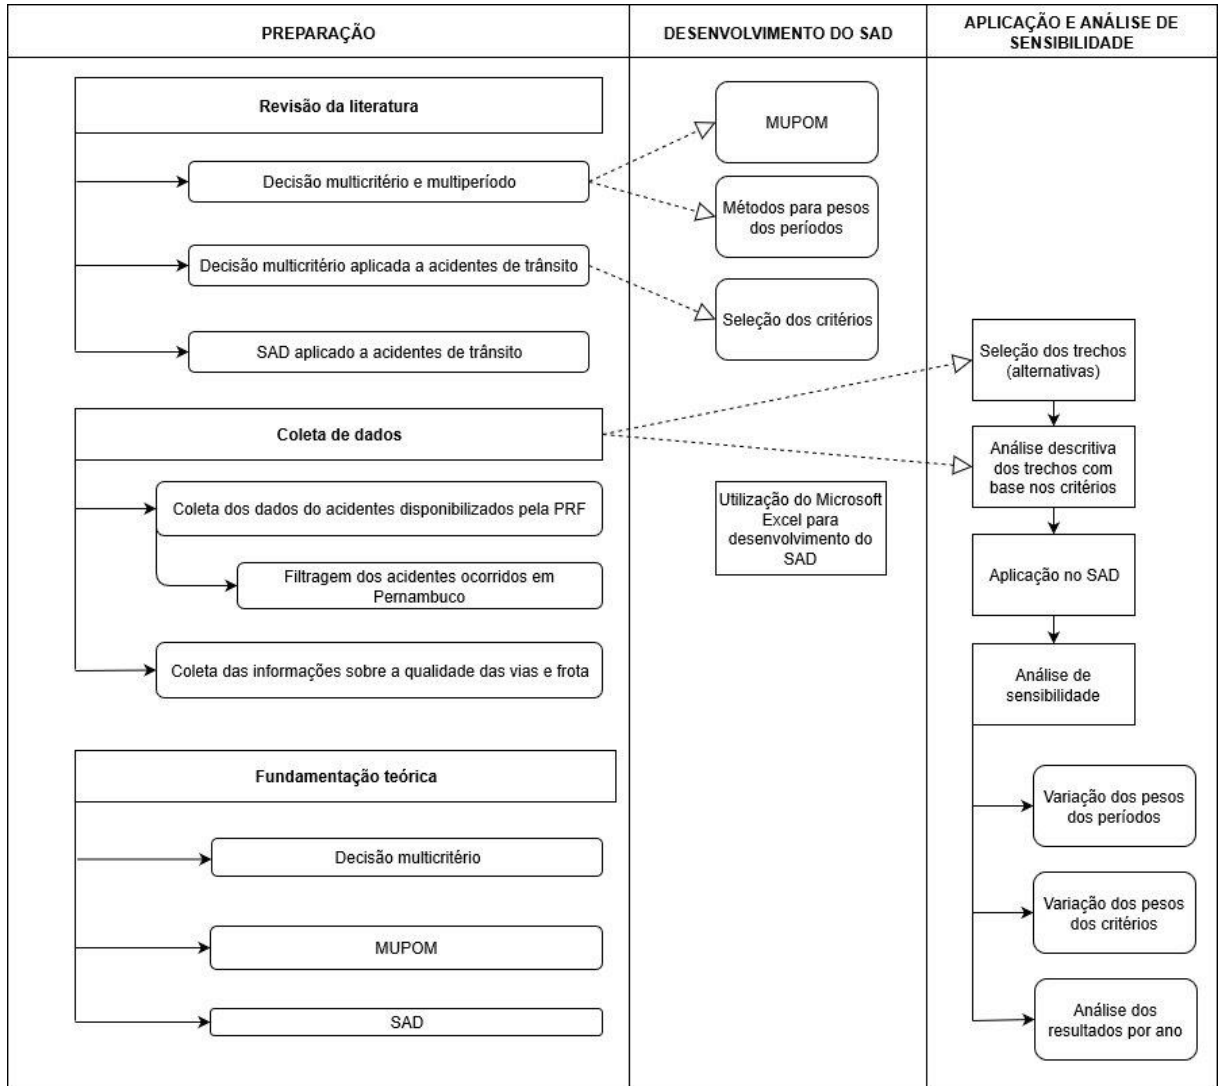 PREPARAÇÃO
DESENVOLVIMENTO DO SAD
APLICAÇÃO E ANÁLISE DE
SENSIBILIDADE
Revisão da literatura
Decisão multicritério e multiperíodo
Decisão multicritério aplicada a acidentes de trânsito
SAD aplicado a acidentes de trânsito
Coleta de dados
Coleta dos dados do acidentes disponibilizados pela PRF
Filtragem dos acidentes ocorridos em
Pernambuco
Coleta das informações sobre a qualidade das vias e frota
Fundamentação teórica
Decisão multicritério
MUPOM
SAD
MUPOM
Métodos para pesos
dos períodos
Seleção dos critérios
Utilização do Microsoft
Excel para
desenvolvimento do
SAD
Seleção dos trechos
(alternativas)
Análise descritiva
dos trechos com
base nos critérios
Aplicação no SAD
Análise de
sensibilidade
Variação dos pesos
dos períodos
Variação dos pesos
dos critérios
Análise dos
resultados por ano